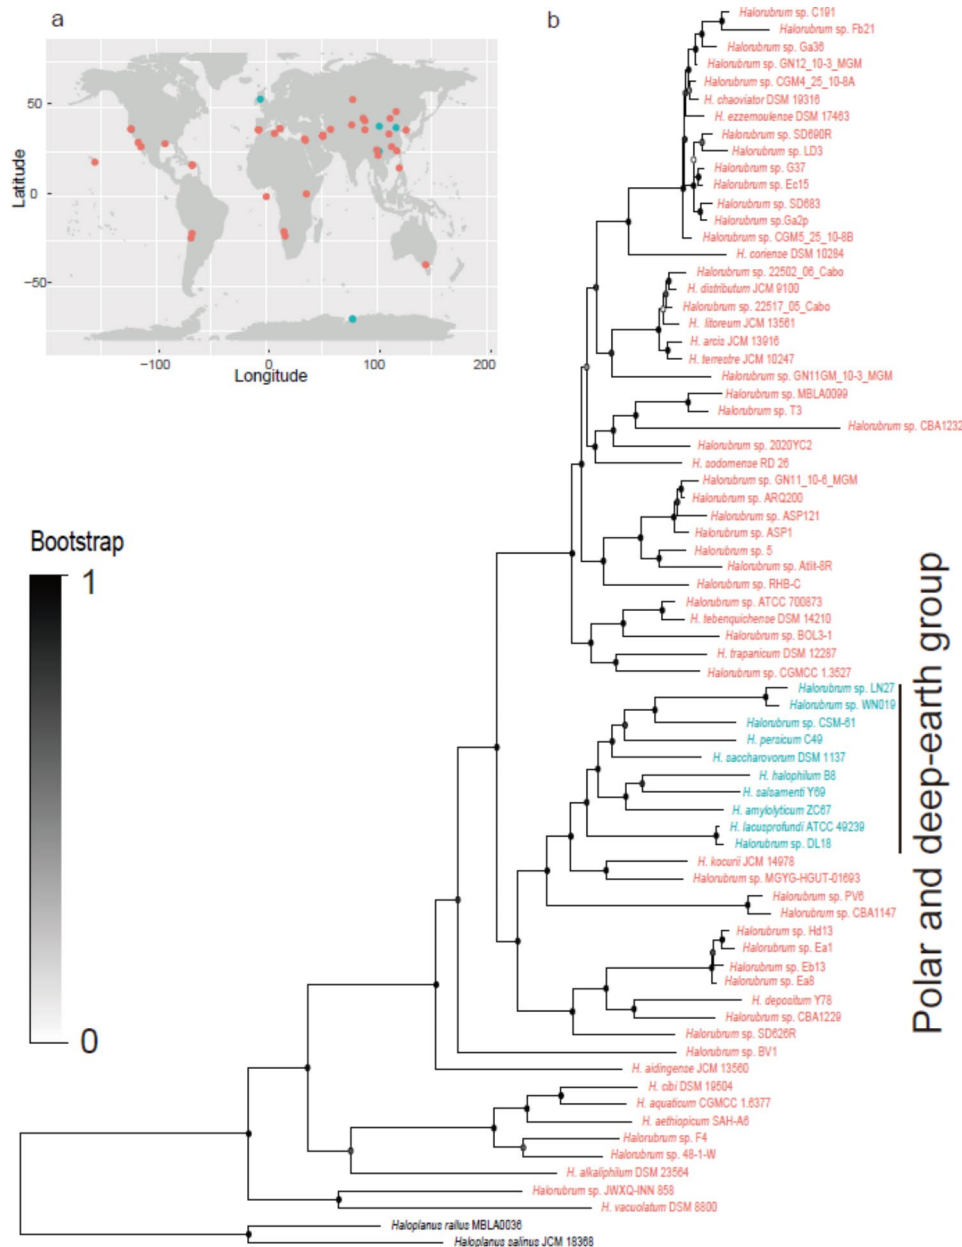 a
b
50
0
−50
Latitude
−100
0
100
200
Longitude
Bootstrap
1
0
Halorubrum sp. C191
Halorubrum sp. Fb21
Halorubrum sp. Ga36
Halorubrum sp. GN12_10-3_MGM
Halorubrum sp. CGM4_25_10-8A
H. chaoviator DSM 19316
H. ezzemoulense DSM 17463
Halorubrum sp. SD690R
Halorubrum sp. LD3
Halorubrum sp. G37
Halorubrum sp. Ec15
Halorubrum sp. SD683
Halorubrum sp.Ga2p
Halorubrum sp. CGM5_25_10-8B
H. coriense DSM 10284
Halorubrum sp. 22502_06_Cabo
H. distributum JCM 9100
Halorubrum sp. 22517_05_Cabo
H. litoreum JCM 13561
H. arcis JCM 13916
H. terrestre JCM 10247
Halorubrum sp. GN11GM_10-3_MGM
Halorubrum sp. MBLA0099
Halorubrum sp. T3
Halorubrum sp. CBA1232
Halorubrum sp. 2020YC2
H. sodomense RD 26
Halorubrum sp. GN11_10-6_MGM
Halorubrum sp. ARQ200
Halorubrum sp. ASP121
Halorubrum sp. ASP1
Halorubrum sp. 5
Halorubrum sp. Atlit-8R
Halorubrum sp. RHB-C
Halorubrum sp. ATCC 700873
H. tebenquichense DSM 14210
Halorubrum sp. BOL3-1
H. trapanicum DSM 12287
Halorubrum sp. CGMCC 1.3527
Halorubrum sp. LN27
Halorubrum sp. WN019
Halorubrum sp. CSM-61
H. persicum C49
H. saccharovorum DSM 1137
H. halophilum B8
H. salsamenti Y69
H. amylolyticum ZC67
H. lacusprofundi ATCC 49239
Halorubrum sp. DL18
H. kocurii JCM 14978
Halorubrum sp. MGYG-HGUT-01693
Halorubrum sp. PV6
Halorubrum sp. CBA1147
Halorubrum sp. Hd13
Halorubrum sp. Ea1
Halorubrum sp. Eb13
Halorubrum sp. Ea8
H. depositum Y78
Halorubrum sp. CBA1229
Halorubrum sp. SD626R
Halorubrum sp. BV1
H. aidingense JCM 13560
H. cibi DSM 19504
H. aquaticum CGMCC 1.6377
H. aethiopicum SAH-A6
Halorubrum sp. F4
Halorubrum sp. 48-1-W
H. alkaliphilum DSM 23564
Halorubrum sp. JWXQ-INN 858
H. vacuolatum DSM 8800
Haloplanus rallus MBLA0036
Haloplanus salinus JCM 18368
Polar and deep-earth group